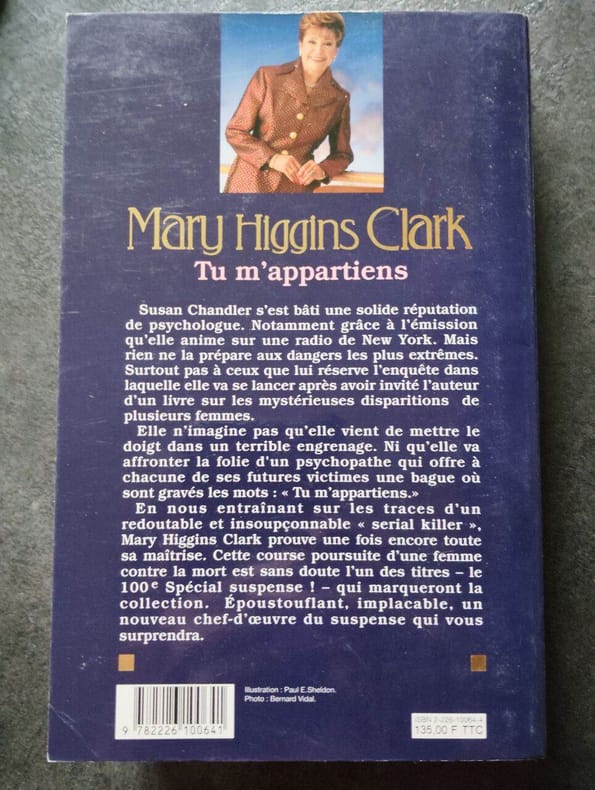 Mary Higgins Clark
Tu m'appartiens
Susan Chandler s'est bâti une solide réputation
de psychologue. Notamment grâce à l'émission
qu'elle anime sur une radio de New York. Mais
rien ne la prépare aux dangers les plus extrêmes.
Surtout pas à ceux que lui réserve l'enquête dans
laquelle elle va se lancer après avoir invité l'auteur
d'un livre sur les mystérieuses disparitions de
plusieurs femmes.
Elle n'imagine pas qu'elle vient de mettre le
doigt dans un terrible engrenage. Ni qu'elle va
affronter la folie d'un psychopathe qui offre à
chacune de ses futures victimes une bague où
sont gravés les mots : « Tu m'appartiens.»
En nous entraînant sur les traces d'un
redoutable et insoupçonnable « serial killer »,
Mary Higgins Clark prouve une fois encore toute
sa maîtrise. Cette course poursuite d'une femme
contre la mort est sans doute l'un des titres – le
100e Spécial suspense ! – qui marqueront la
collection. Époustouflant, implacable, un
nouveau chef-d'œuvre du suspense qui vous
surprendra.
Illustration : Paul E.Sheldon.
Photo : Bernard Vidal.
9 782226 100641
ISBN 2-226-10064-4
135,00 F TTC